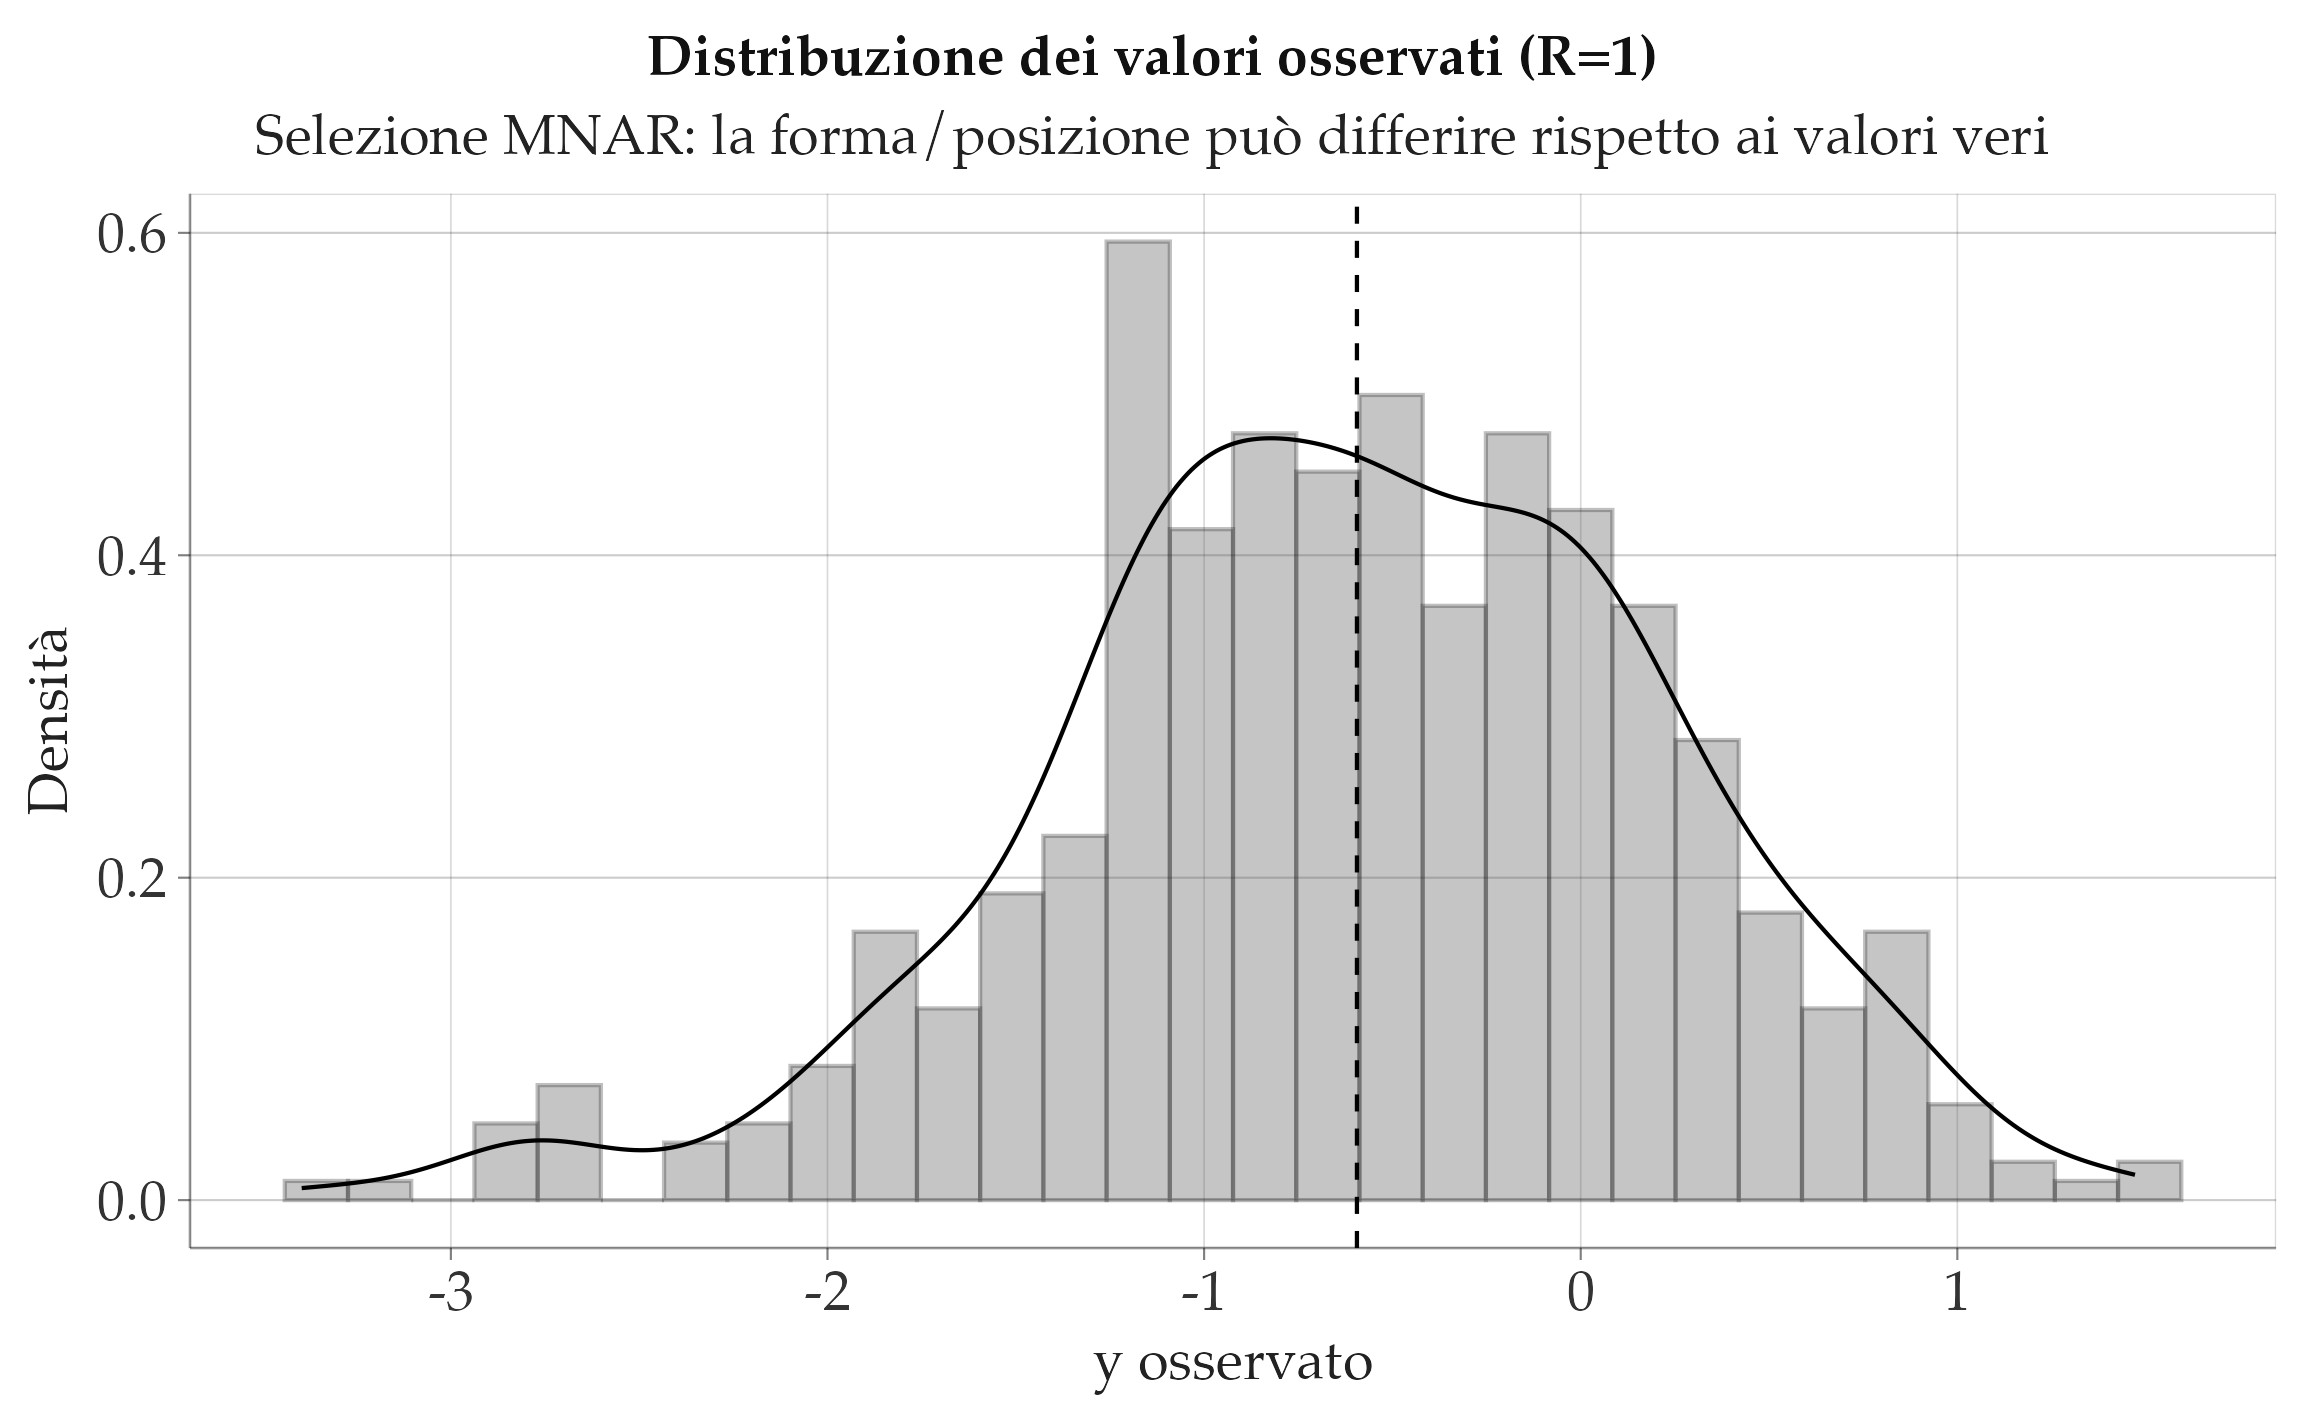 Distribuzione dei valori osservati (R=1)
Selezione MNAR: la forma/posizione può differire rispetto ai valori veri
0.6
0.4
0.2
0.0
Densità
-3 -2 -1 0 1
y osservato